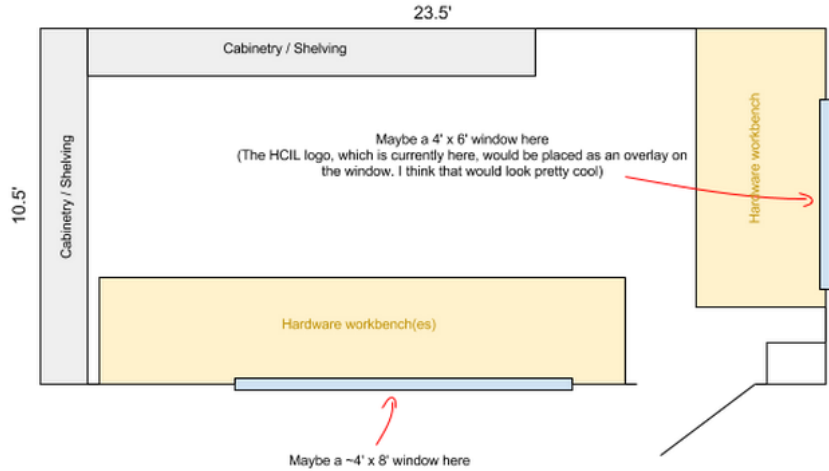 23.5'
Cabinetry / Shelving
Maybe a 4' x 6' window here
(The HCIL logo, which is currently here, would be placed as an overlay on
the window. I think that would look pretty cool)
Hardware workbench
10.5'
Cabinetry / Shelving
Hardware workbench(es)
Maybe a ~4' x 8' window here